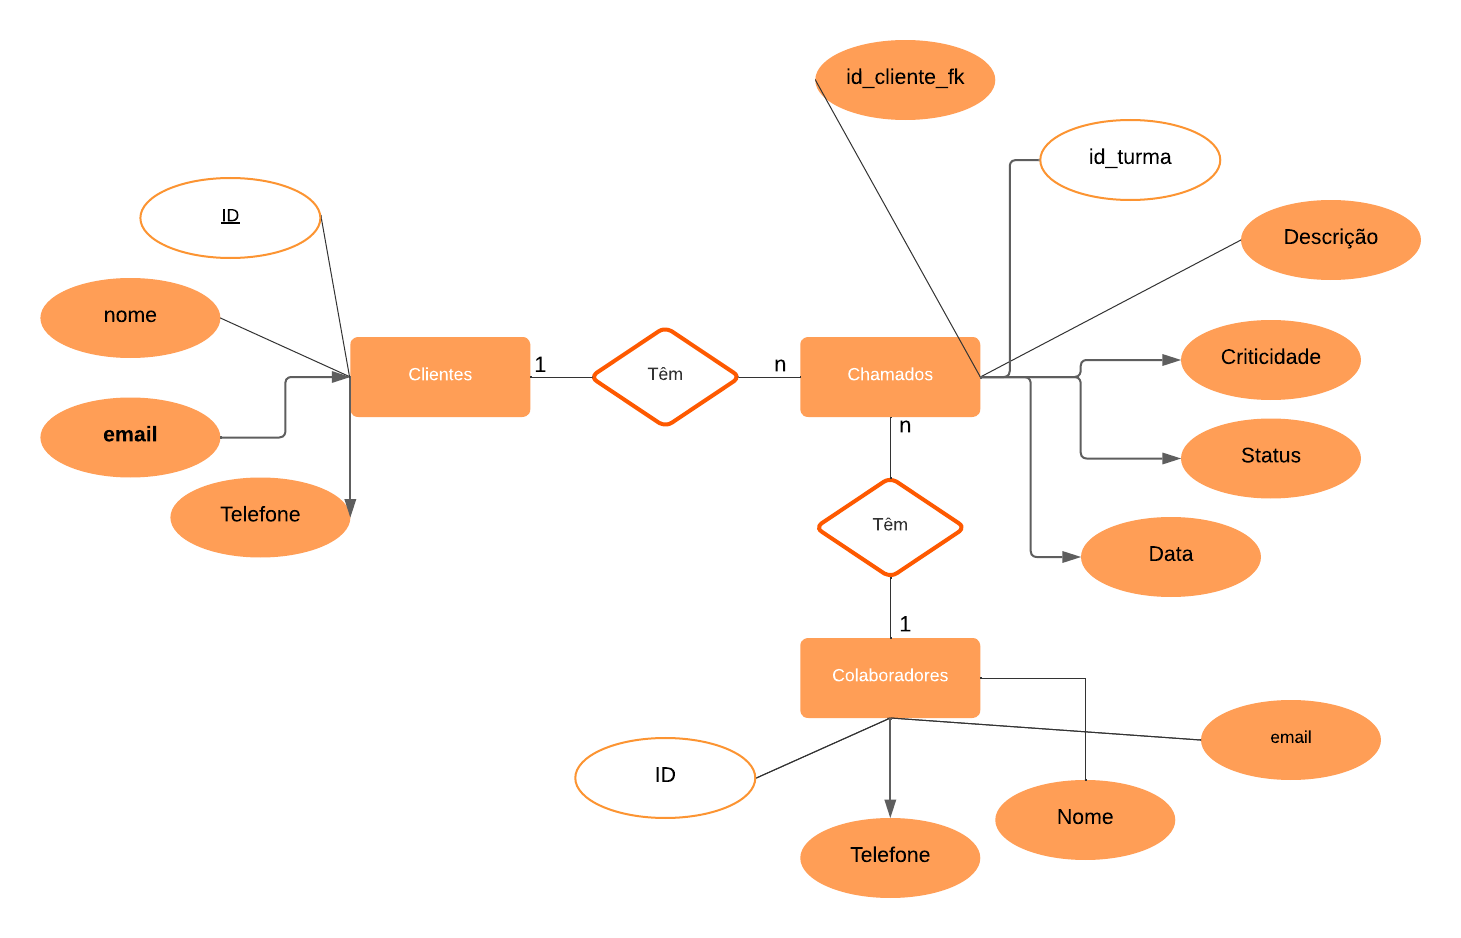 id_cliente_fk
id_turma
ID
Descrição
nome
Criticidade
Clientes
1
Têm
n
Chamados
email
n
Status
Telefone
Têm
Data
1
Colaboradores
email
ID
Nome
Telefone